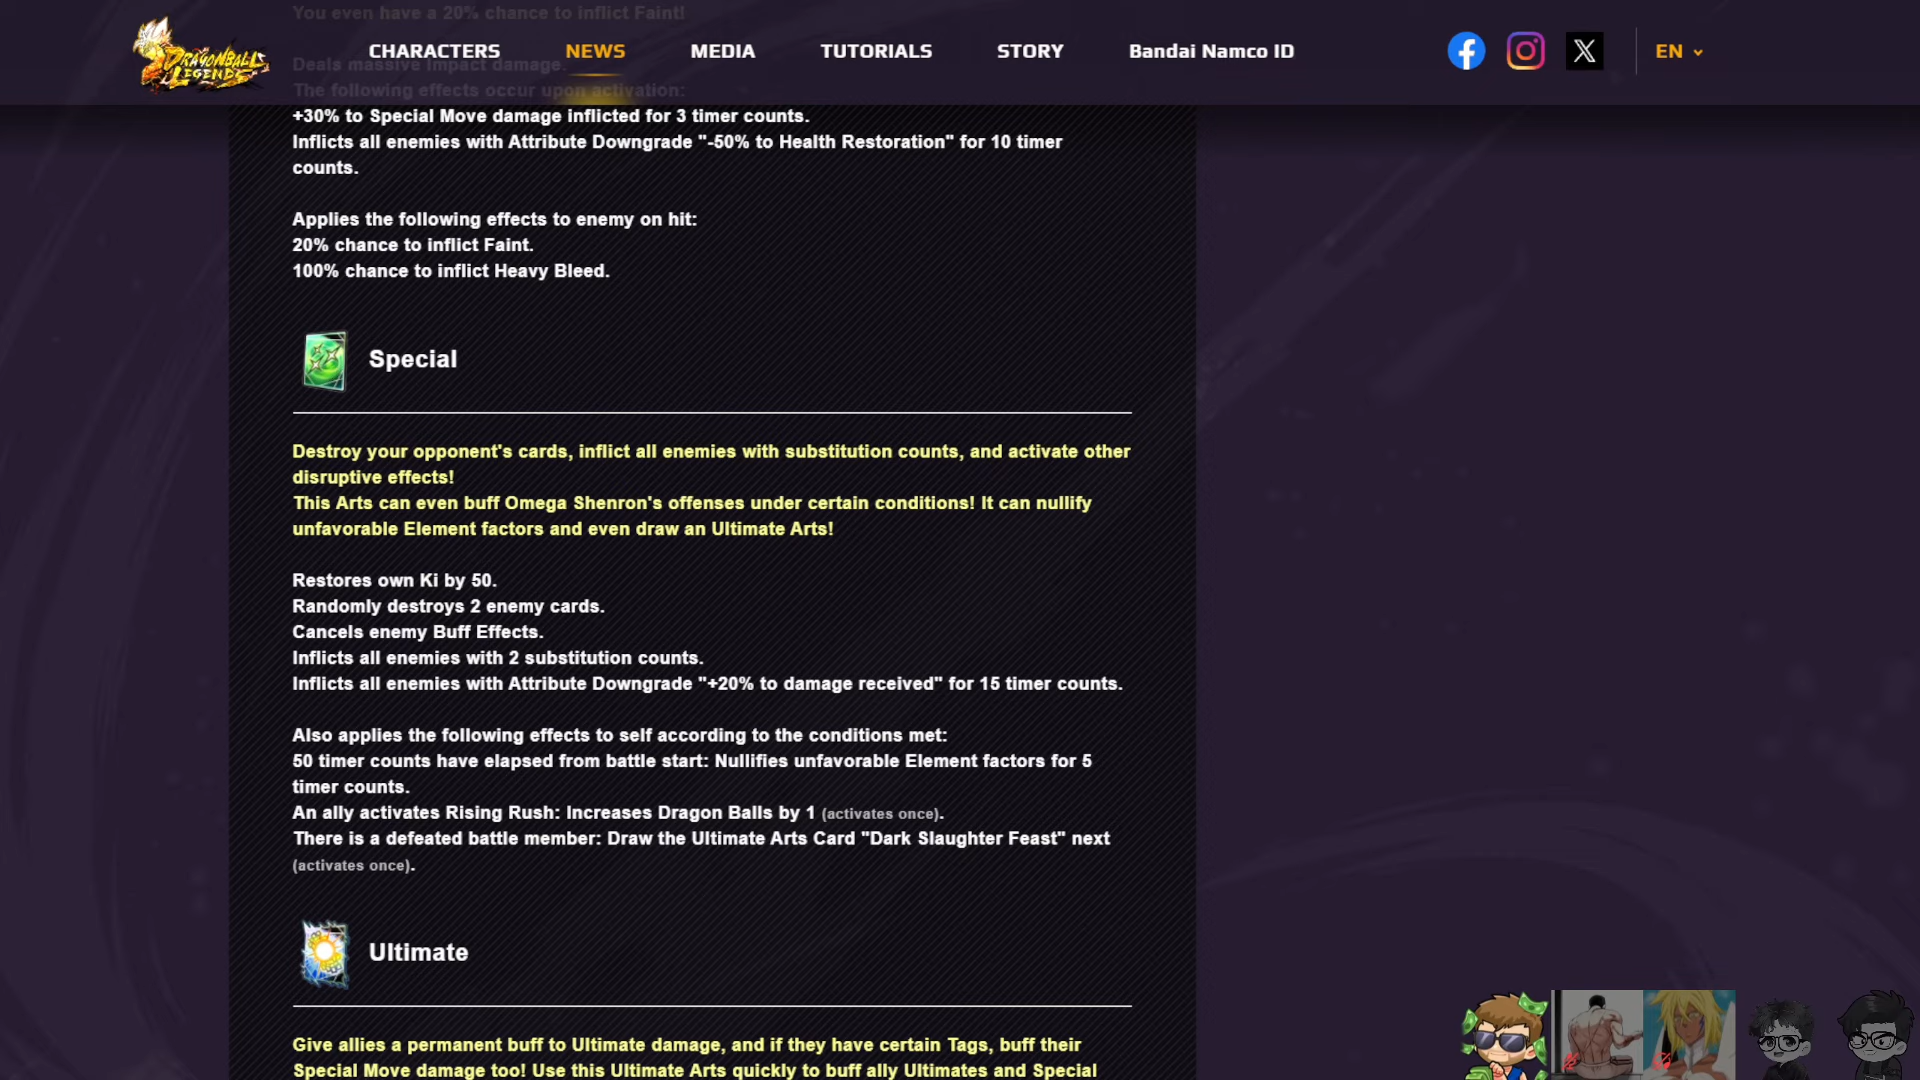 You even have a 20% chance to inflict Faint!
DRAGONBALL
LEGENDS
CHARACTERS
NEWS
MEDIA
TUTORIALS
STORY
Bandai Namco ID
EN
Deals massive Impact damage.
The following effects occur upon activation:
+30% to Special Move damage inflicted for 3 timer counts.
Inflicts all enemies with Attribute Downgrade "-50% to Health Restoration" for 10 timer
counts.
Applies the following effects to enemy on hit:
20% chance to inflict Faint.
100% chance to inflict Heavy Bleed.
Special
Destroy your opponent's cards, inflict all enemies with substitution counts, and activate other
disruptive effects!
This Arts can even buff Omega Shenron's offenses under certain conditions! It can nullify
unfavorable Element factors and even draw an Ultimate Arts!
Restores own Ki by 50.
Randomly destroys 2 enemy cards.
Cancels enemy Buff Effects.
Inflicts all enemies with 2 substitution counts.
Inflicts all enemies with Attribute Downgrade "+20% to damage received" for 15 timer counts.
Also applies the following effects to self according to the conditions met:
50 timer counts have elapsed from battle start: Nullifies unfavorable Element factors for 5
timer counts.
An ally activates Rising Rush: Increases Dragon Balls by 1 (activates once).
There is a defeated battle member: Draw the Ultimate Arts Card "Dark Slaughter Feast" next
(activates once).
Ultimate
Give allies a permanent buff to Ultimate damage, and if they have certain Tags, buff their
Special Move damage too! Use this Ultimate Arts quickly to buff ally Ultimates and Special